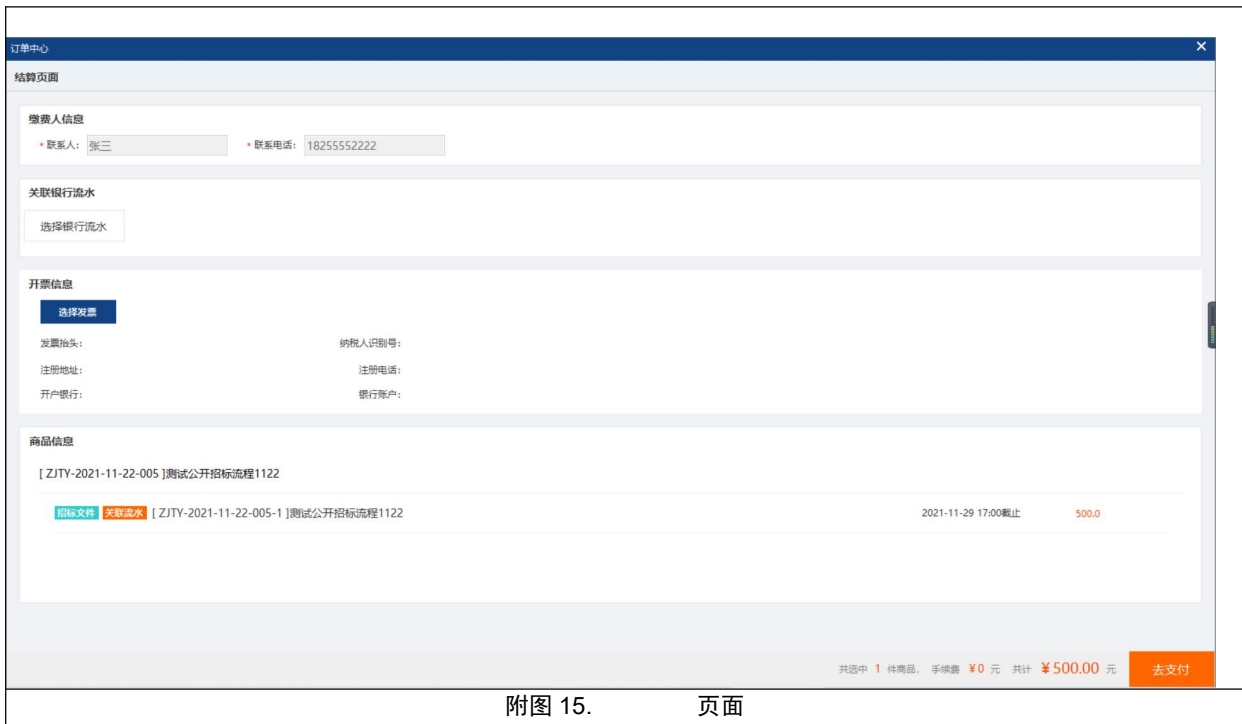 订单中心 ×
结算页面
缴费人信息
* 联系人: 张三 * 联系电话: 18255552222
关联银行流水
选择银行流水
开票信息
选择发票
发票抬头: 纳税人识别号:
注册地址: 注册电话:
开户银行: 银行账户:
商品信息
[ ZJTY-2021-11-22-005 ]测试公开招标流程1122
招标文件 关联流水 [ ZJTY-2021-11-22-005-1 ]测试公开招标流程1122 2021-11-29 17:00截止 500.0
共选中 1 件商品, 手续费 ¥0 元 共计 ¥500.00 元 去支付
附图 15. 页面